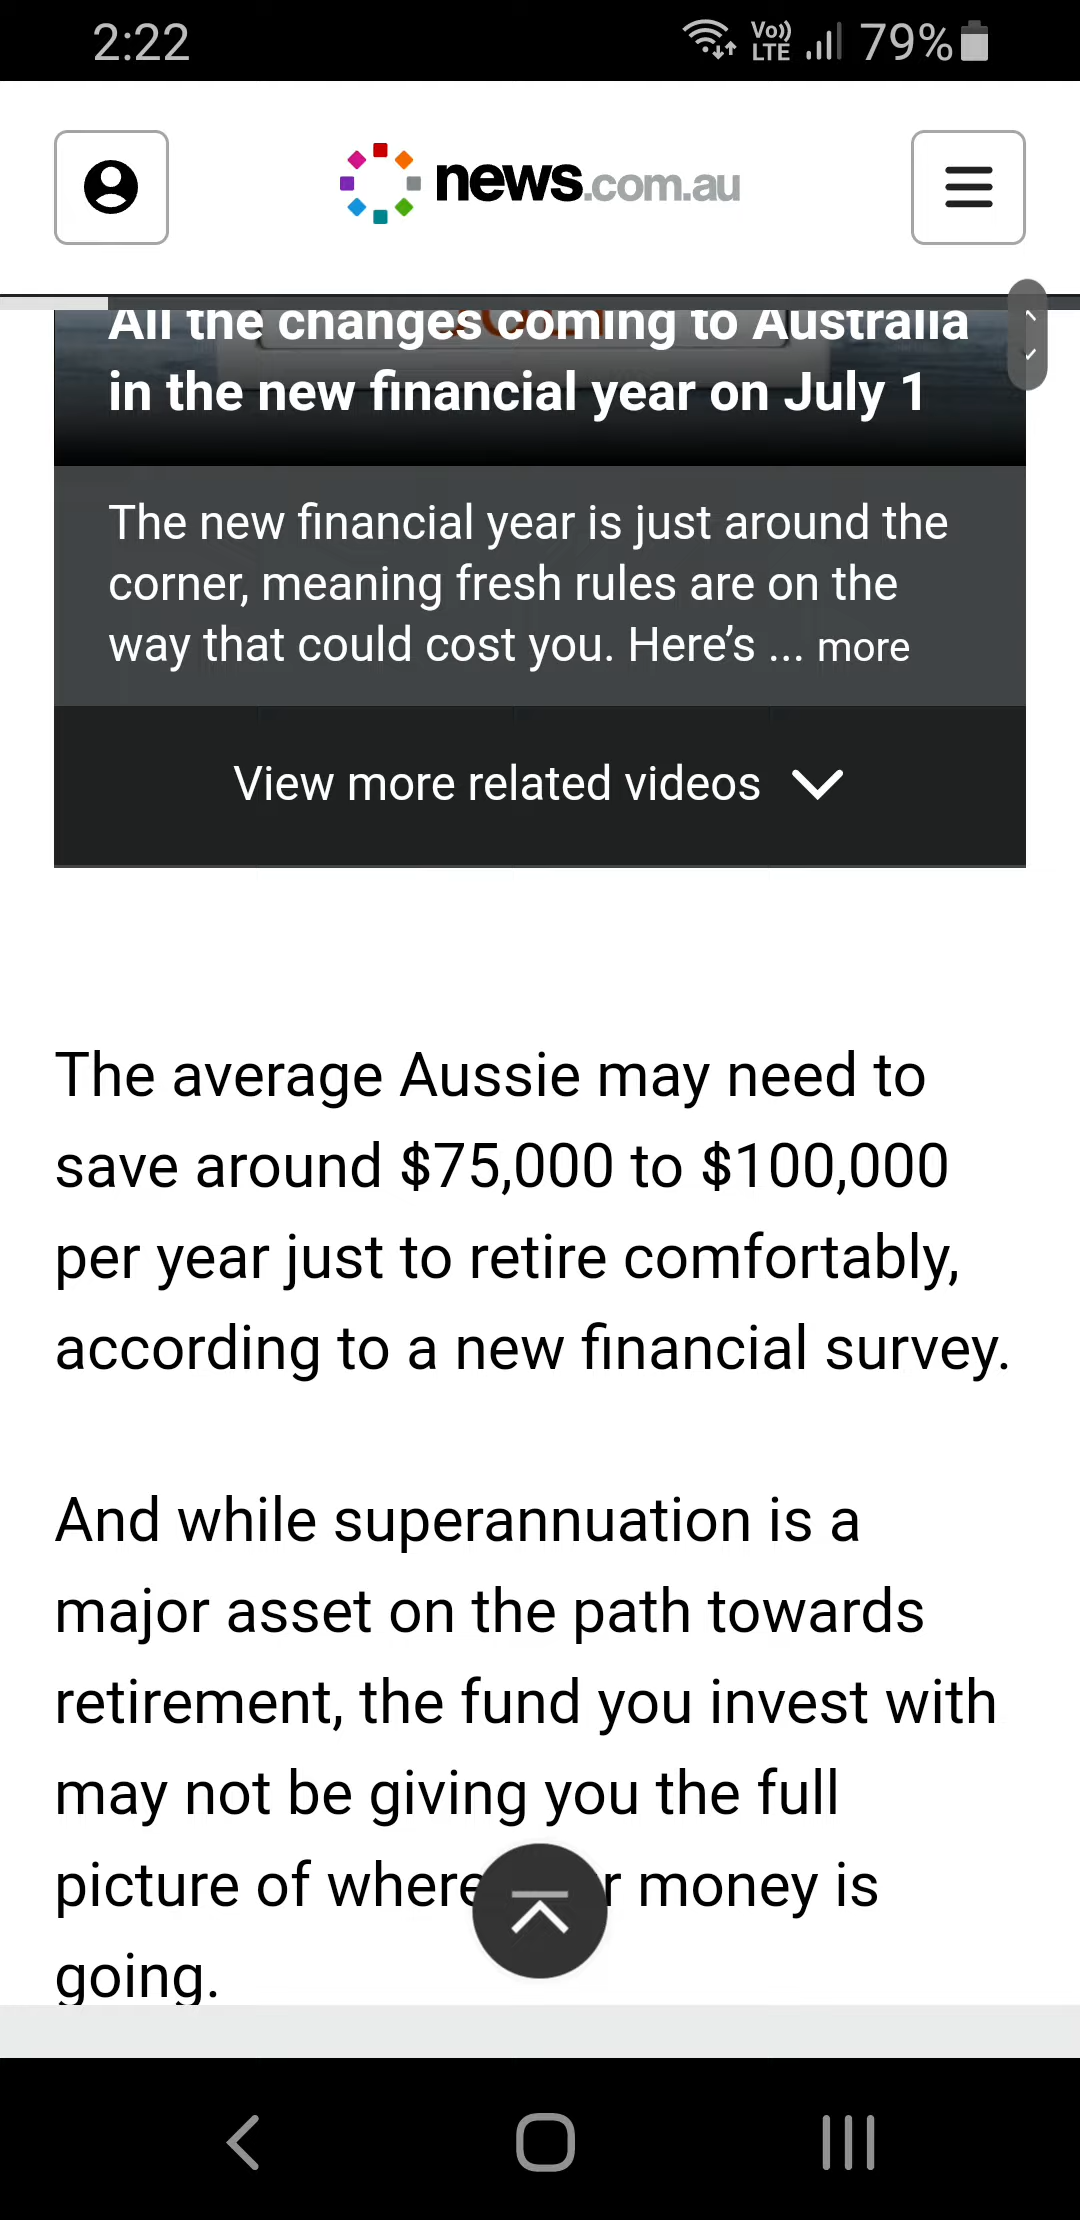 2:22
Vo))
LTE
79%
news.com.au
All the changes coming to Australia
in the new financial year on July 1
The new financial year is just around the
corner, meaning fresh rules are on the
way that could cost you. Here’s ... more
View more related videos
The average Aussie may need to
save around $75,000 to $100,000
per year just to retire comfortably,
according to a new financial survey.
And while superannuation is a
major asset on the path towards
retirement, the fund you invest with
may not be giving you the full
picture of where r money is
going.